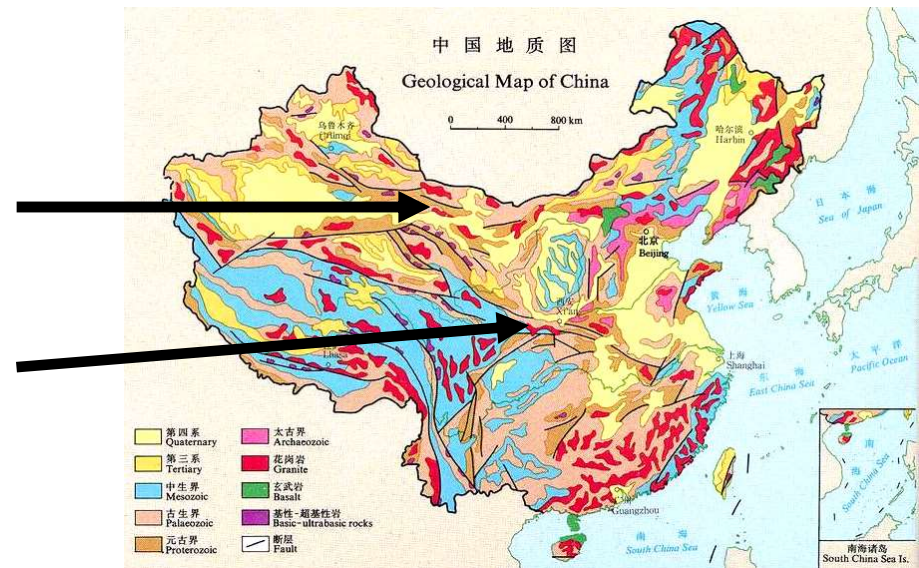 中国地质图
Geological Map of China
0 400 800 km
乌鲁木齐
Urumqi
哈尔滨
Harbin
日本海
Sea of Japan
北京
Beijing
黄海
Yellow Sea
西安
Xi'an
上海
Shanghai
太平洋
Pacific Ocean
东海
East China Sea
Lhasa
第四系
Quaternary
第三系
Tertiary
中生界
Mesozoic
古生界
Palaeozoic
元古界
Proterozoic
太古界
Archaeozoic
花岗岩
Granite
玄武岩
Basalt
基性-超基性岩
Basic-ultrabasic rocks
断层
Fault
Guangzhou
南海
South China Sea
南海
South China Sea
南海诸岛
South China Sea Is.